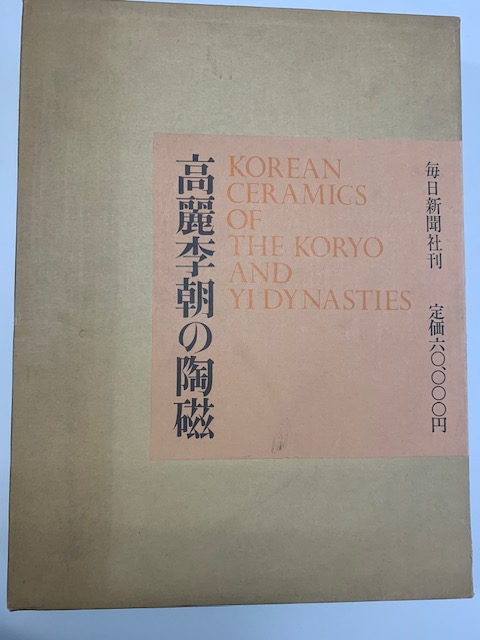 高麗李朝の陶磁
KOREAN
CERAMICS
OF
THE KORYO
AND
YI DYNASTIES
毎日新聞社刊 定価六〇、〇〇〇円